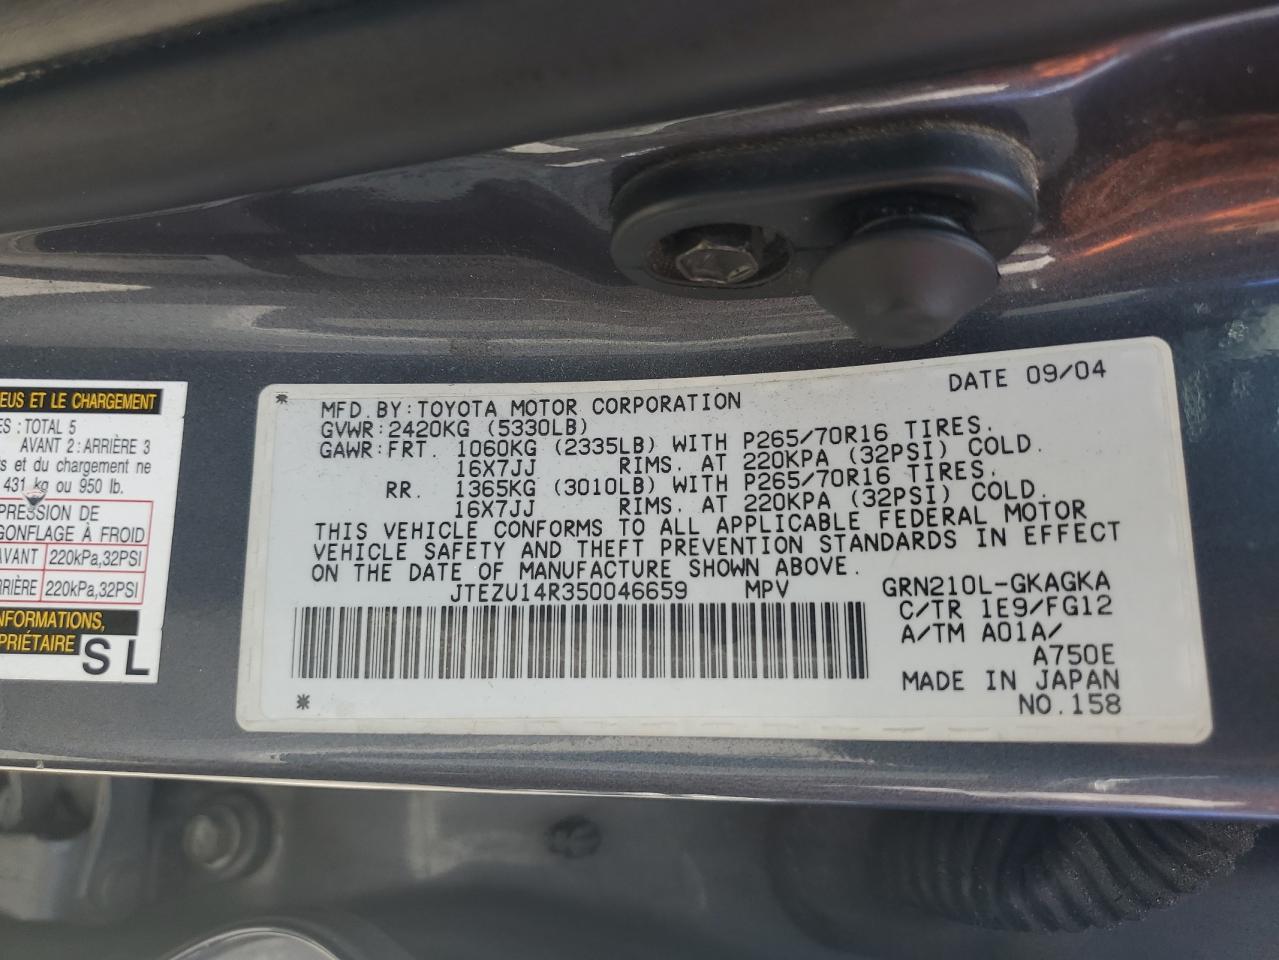 EUS ET LE CHARGEMENT
ES : TOTAL 5
AVANT 2 : ARRIÈRE 3
rs et du chargement ne
431 kg ou 950 lb.
PRESSION DE
GONFLAGE À FROID
AVANT 220kPa,32PSI
RRIÈRE 220kPa,32PSI
NFORMATIONS,
PRIÉTAIRE
SL
DATE 09/04
MFD.BY:TOYOTA MOTOR CORPORATION
GVWR:2420KG (5330LB)
GAWR:FRT. 1060KG (2335LB) WITH P265/70R16 TIRES.
16X7JJ RIMS. AT 220KPA (32PSI) COLD.
RR. 1365KG (3010LB) WITH P265/70R16 TIRES.
16X7JJ RIMS. AT 220KPA (32PSI) COLD.
THIS VEHICLE CONFORMS TO ALL APPLICABLE FEDERAL MOTOR
VEHICLE SAFETY AND THEFT PREVENTION STANDARDS IN EFFECT
ON THE DATE OF MANUFACTURE SHOWN ABOVE.
JTEZU14R350046659 MPV GRN210L-GKAGKA
C/TR 1E9/FG12
A/TM A01A/
A750E
MADE IN JAPAN
NO.158